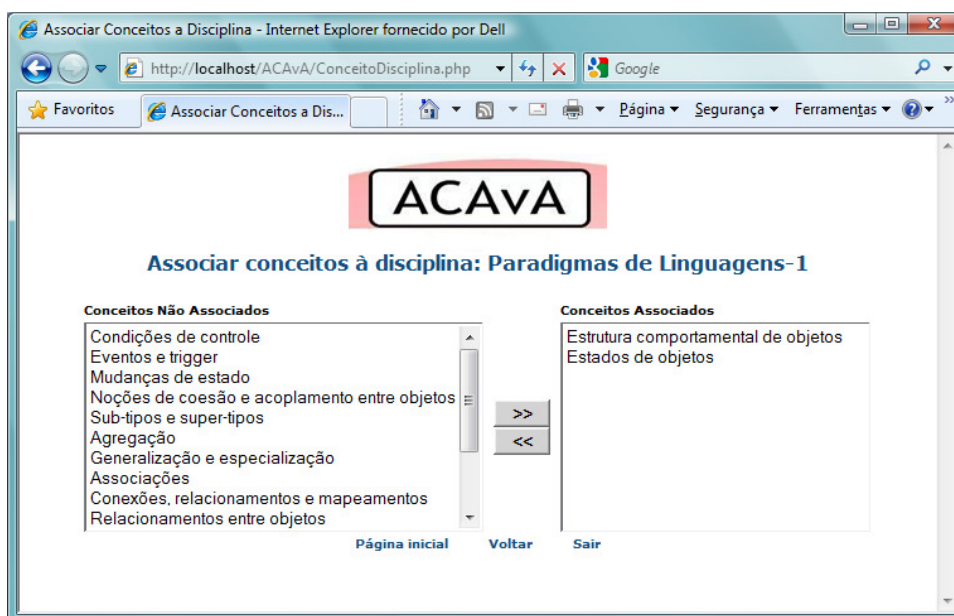 Associar Conceitos a Disciplina - Internet Explorer fornecido por Dell
http://localhost/ACAvA/ConceitoDisciplina.php
Google
Favoritos
Associar Conceitos a Dis...
Página
Segurança
Ferramentas
ACAvA
Associar conceitos à disciplina: Paradigmas de Linguagens-1
Conceitos Não Associados
Condições de controle
Eventos e trigger
Mudanças de estado
Noções de coesão e acoplamento entre objetos
Sub-tipos e super-tipos
Agregação
Generalização e especialização
Associações
Conexões, relacionamentos e mapeamentos
Relacionamentos entre objetos
>>
<<
Conceitos Associados
Estrutura comportamental de objetos
Estados de objetos
Página inicial Voltar Sair